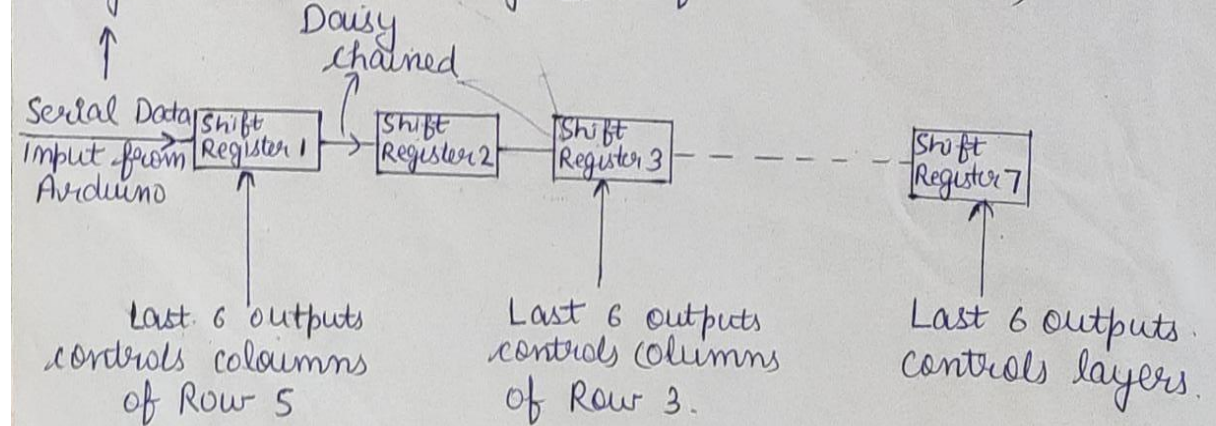 Daisy
chained
Serial Data
Input from
Arduino
Shift
Register 1
Shift
Register 2
Shift
Register 3
Shift
Register 7
Last 6 outputs
controls coloumns
of Row 5
Last 6 outputs
controls columns
of Row 3.
Last 6 outputs.
controls layers.